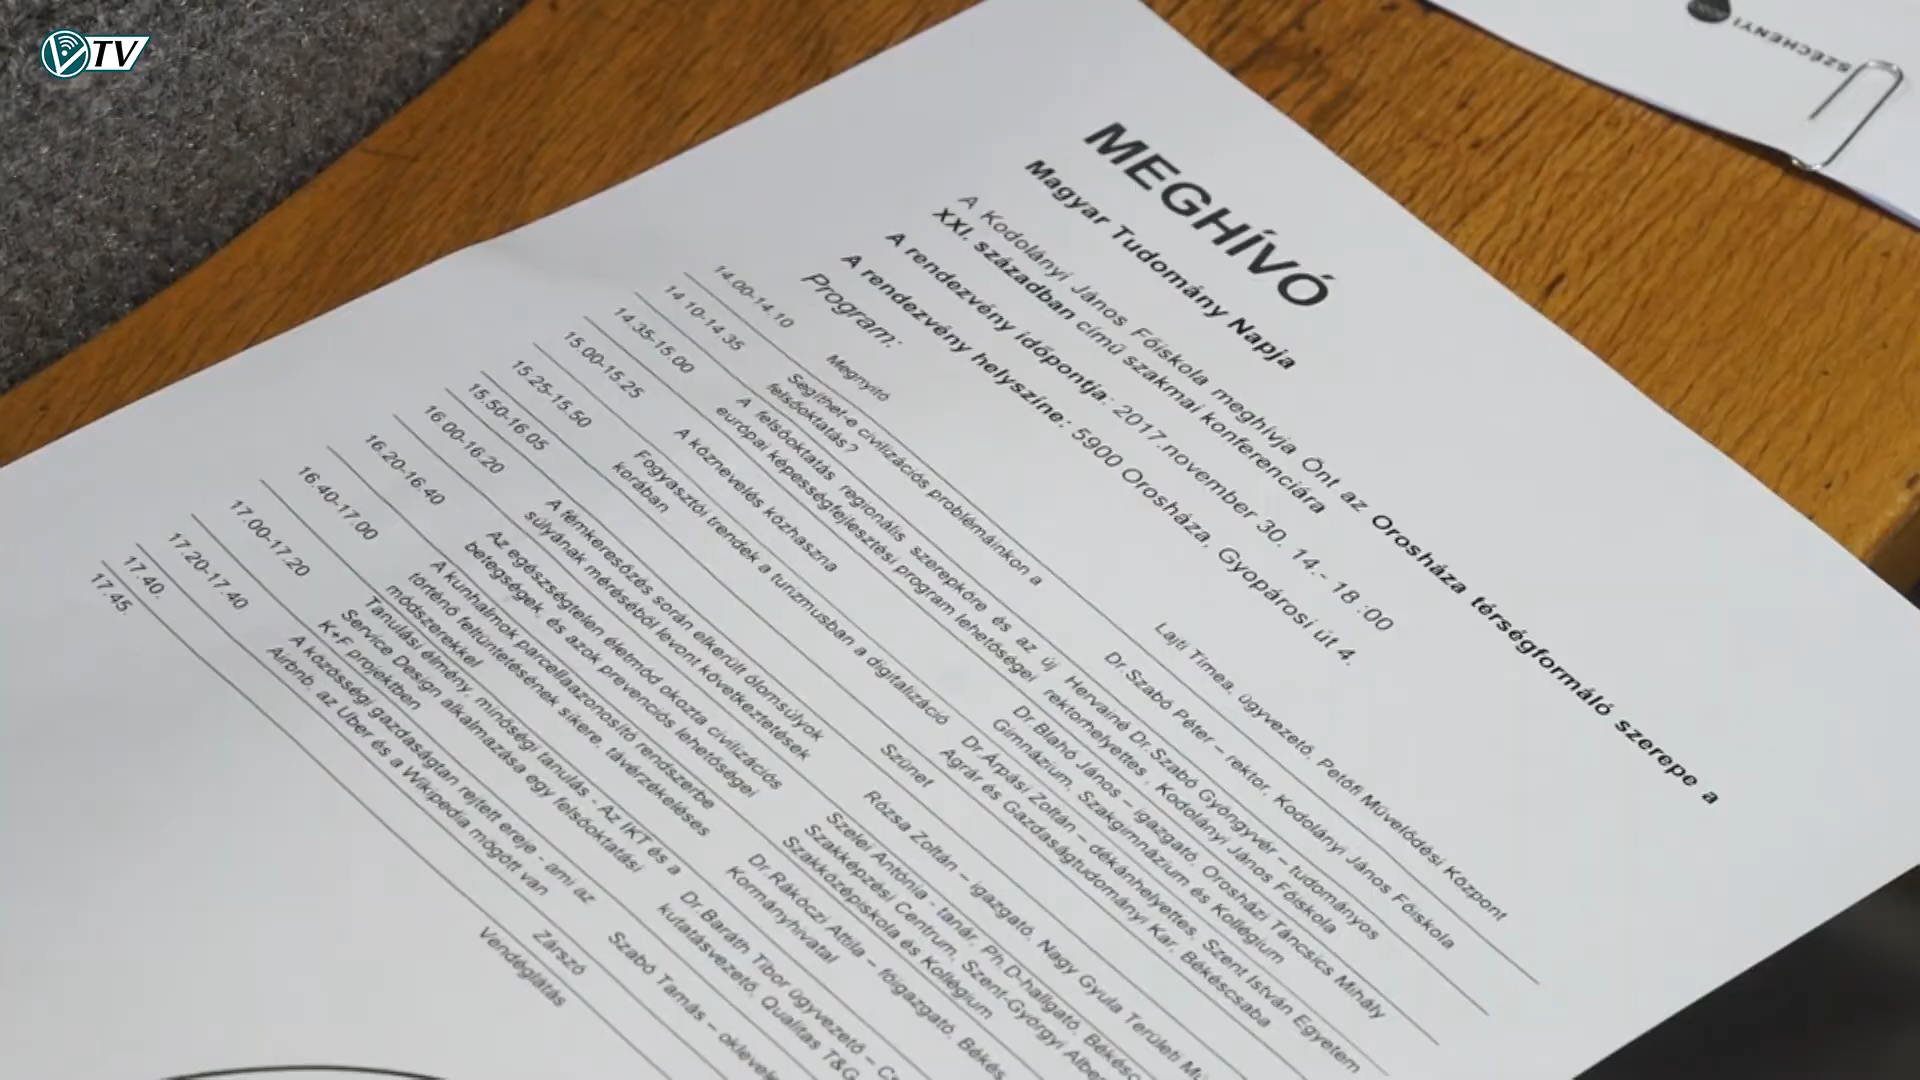 VTV
SZÉCHENYI
MEGHÍVÓ
Magyar Tudomány Napja
A Kodolányi János Főiskola meghívja Önt az Orosháza térségformáló szerepe a
XXI. században című szakmai konferenciára
A rendezvény időpontja: 2017.november 30. 14.- 18 :00
A rendezvény helyszíne: 5900 Orosháza, Gyopárosi út 4.
Program:
14.00-14.10 Megnyitó Lajti Tímea, ügyvezető, Petőfi Művelődési Központ
14.10-14.35 Segíthet-e civilizációs problémáinkon a Dr.Szabó Péter – rektor, Kodolányi János Főiskola
felsőoktatás?
14.35-15.00 A felsőoktatás regionális szerepköre és az új Hervainé Dr.Szabó Gyöngyvér – tudományos
európai képességfejlesztési program lehetőségei rektorhelyettes , Kodolányi János Főiskola
15.00-15.25 A köznevelés közhaszna Dr.Blahó János – igazgató, Orosházi Táncsics Mihály
Gimnázium, Szakgimnázium és Kollégium
15.25-15.50 Fogyasztói trendek a turizmusban a digitalizáció Dr.Árpási Zoltán – dékánhelyettes, Szent István Egyetem
korában Agrár és Gazdaságtudományi Kar, Békéscsaba
15.50-16.05 Szünet
16.00-16.20 A fémkeresőzés során elkerült ólomsúlyok Rózsa Zoltán – igazgató, Nagy Gyula Területi Mú
súlyának méréséből levont következtetések
16.20-16.40 Az egészségtelen életmód okozta civilizációs Szelei Antónia - tanár, Ph.D-hallgató, Békésc
betegségek, és azok prevenciós lehetőségei Szakképzési Centrum, Szent-Györgyi Alber
Szakközépiskola és Kollégium
16.40-17.00 A kunhalmok parcellaazonosító rendszerbe Dr.Rákóczi Attila – főigazgató, Békés
történő feltüntetésének sikere, távérzékeléses Kormányhivatal
módszerekkel
17.00-17.20 Tanulási élmény, minőségi tanulás - Az IKT és a Dr.Baráth Tibor ügyvezető – Cs
Service Design alkalmazása egy felsőoktatási kutatásvezető, Qualitas T&G
K+F projektben
17.20-17.40 A közösségi gazdaságtan rejtett ereje - ami az Szabó Tamás – oklevele
Airbnb, az Uber és a Wikipedia mögött van
17.40. Zárszó
17.45. Vendéglátás